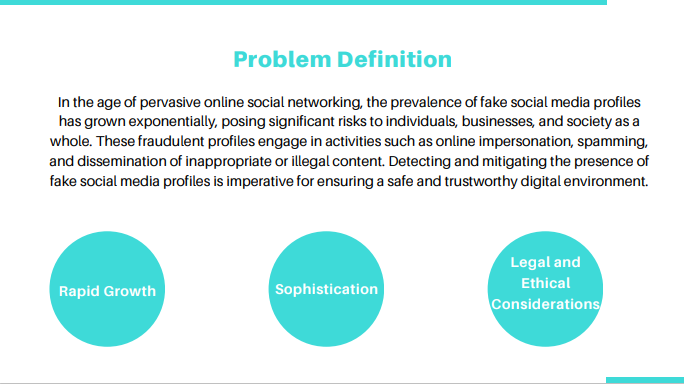 Problem Definition
In the age of pervasive online social networking, the prevalence of fake social media profiles
has grown exponentially, posing significant risks to individuals, businesses, and society as a
whole. These fraudulent profiles engage in activities such as online impersonation, spamming,
and dissemination of inappropriate or illegal content. Detecting and mitigating the presence of
fake social media profiles is imperative for ensuring a safe and trustworthy digital environment.
Rapid Growth
Sophistication
Legal and
Ethical
Considerations